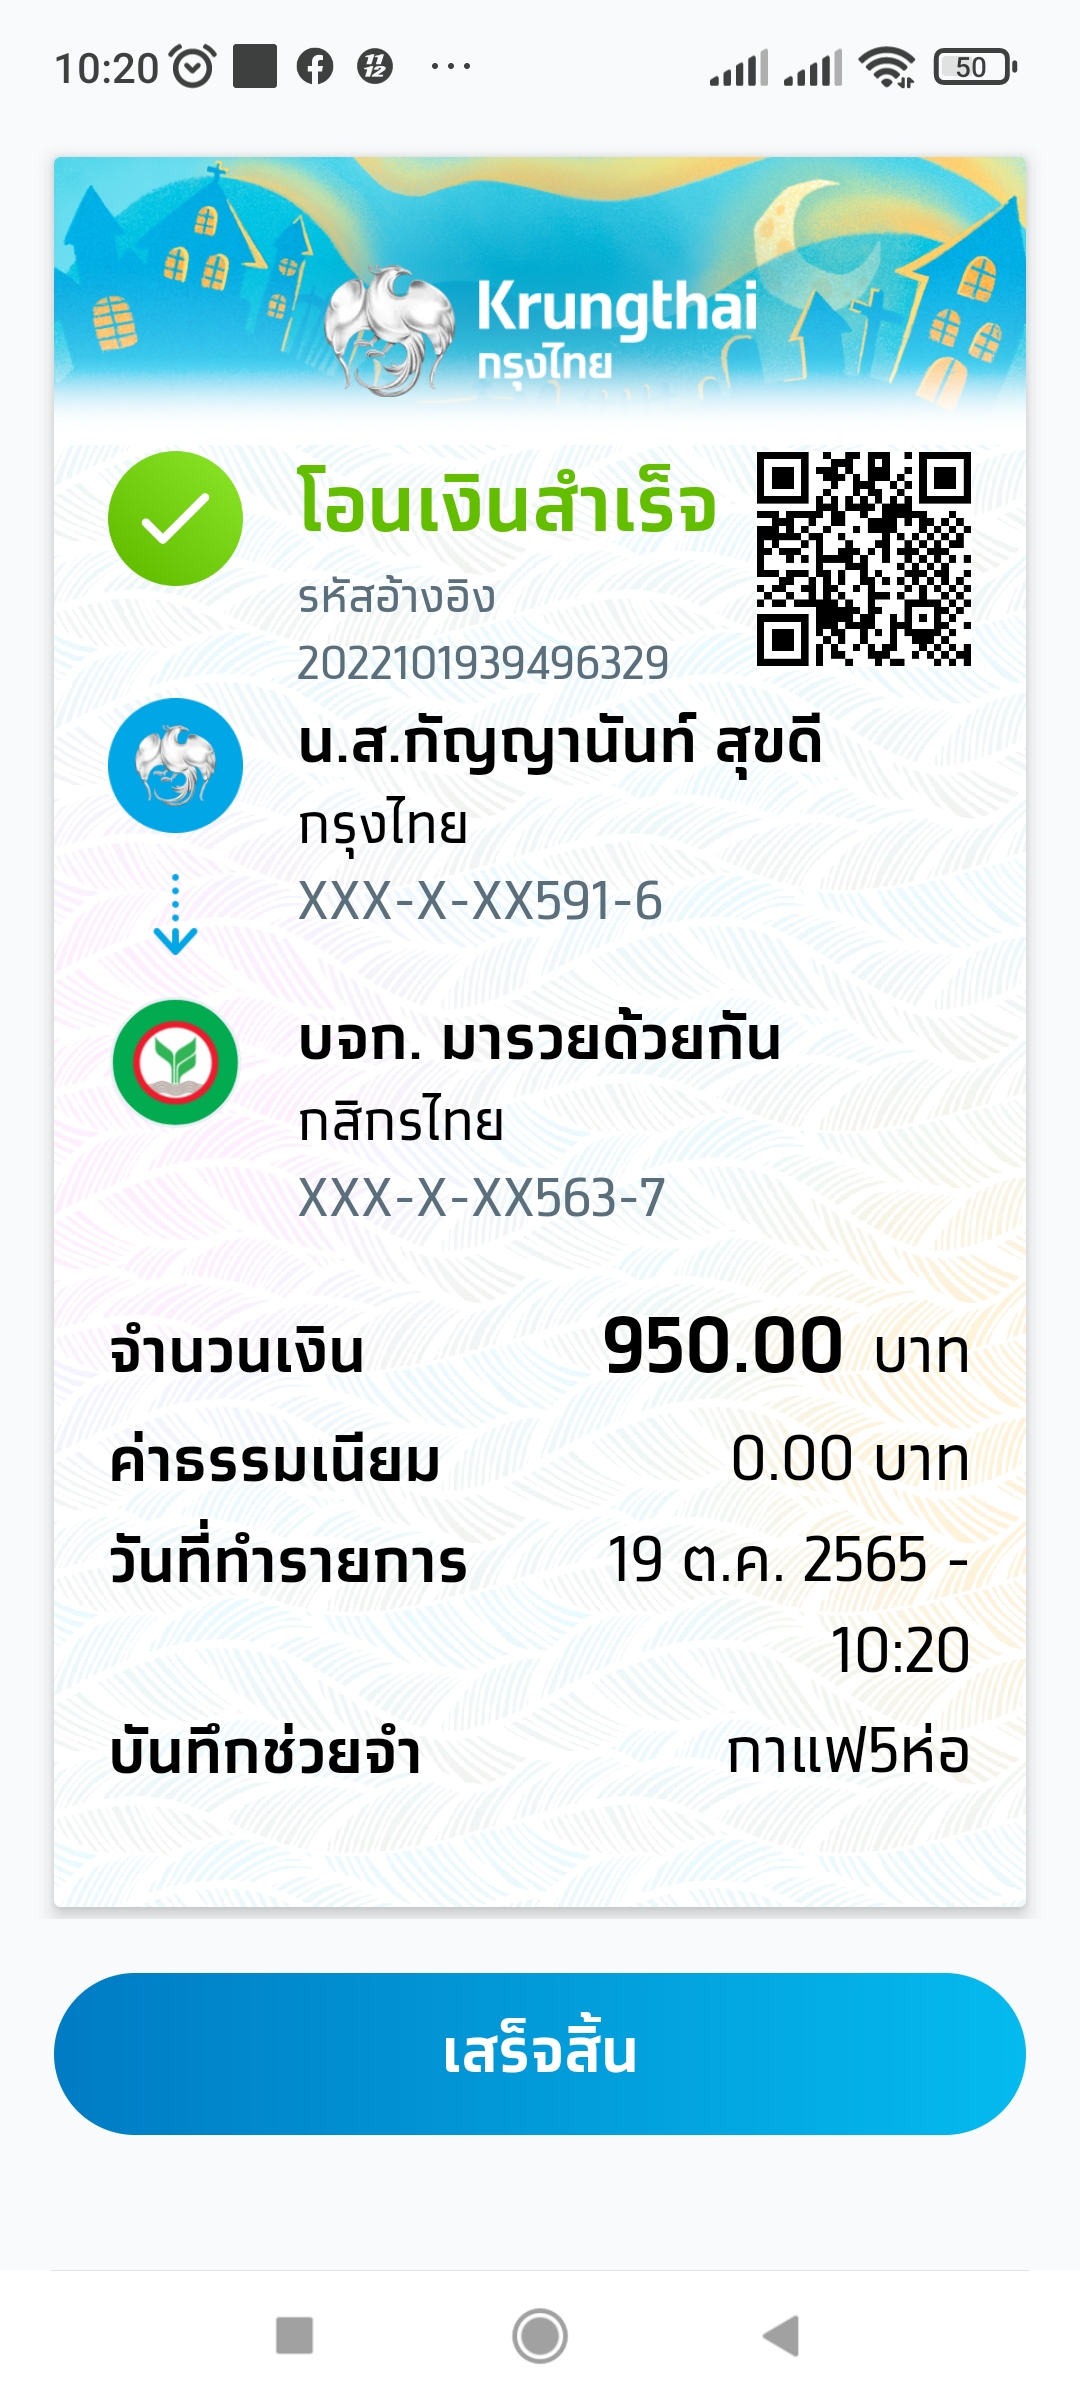 10:20
50
Krungthai
กรุงไทย
โอนเงินสำเร็จ
รหัสอ้างอิง
2022101939496329
น.ส.กัญญานันท์ สุขดี
กรุงไทย
XXX-X-XX591-6
บจก. มารวยด้วยกัน
กสิกรไทย
XXX-X-XX563-7
จำนวนเงิน 950.00 บาท
ค่าธรรมเนียม 0.00 บาท
วันที่ทำรายการ 19 ต.ค. 2565 -
10:20
บันทึกช่วยจำ กาแฟ5ห่อ
เสร็จสิ้น